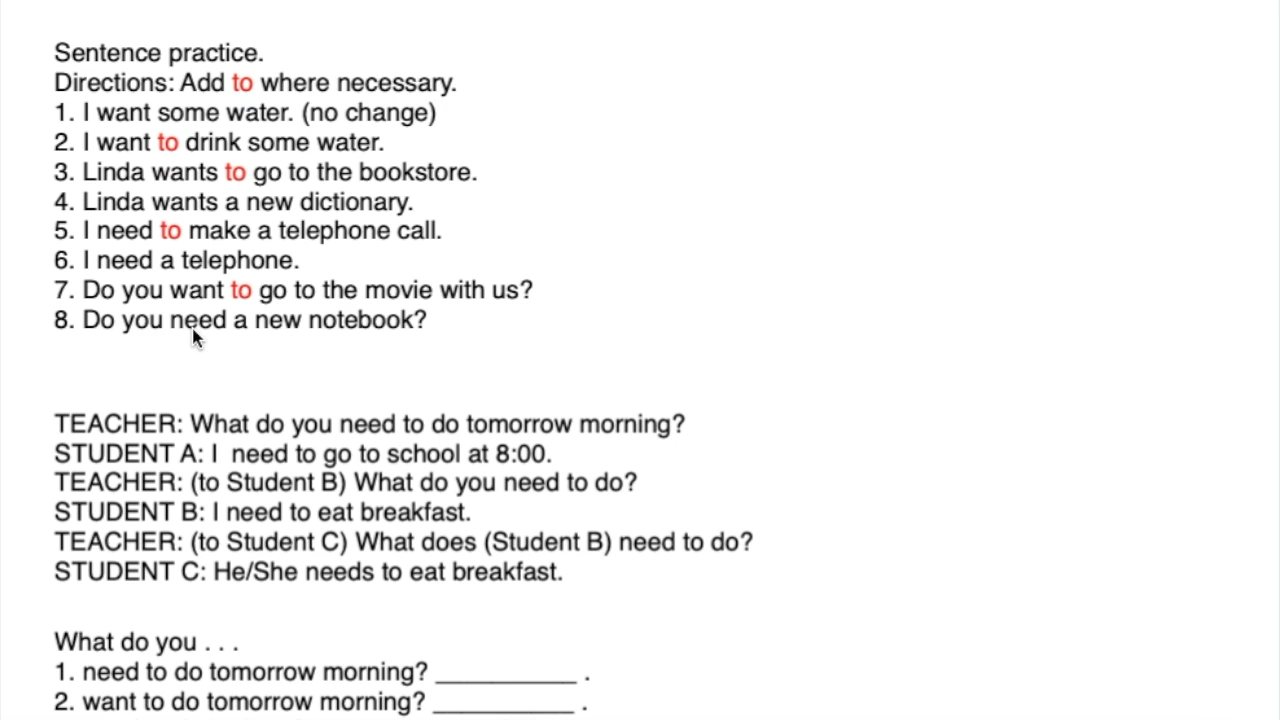 Sentence practice.
Directions: Add to where necessary.
1. I want some water. (no change)
2. I want to drink some water.
3. Linda wants to go to the bookstore.
4. Linda wants a new dictionary.
5. I need to make a telephone call.
6. I need a telephone.
7. Do you want to go to the movie with us?
8. Do you need a new notebook?
TEACHER: What do you need to do tomorrow morning?
STUDENT A: I  need to go to school at 8:00.
TEACHER: (to Student B) What do you need to do?
STUDENT B: I need to eat breakfast.
TEACHER: (to Student C) What does (Student B) need to do?
STUDENT C: He/She needs to eat breakfast.
What do you . . .
1. need to do tomorrow morning? __________ .
2. want to do tomorrow morning? __________ .